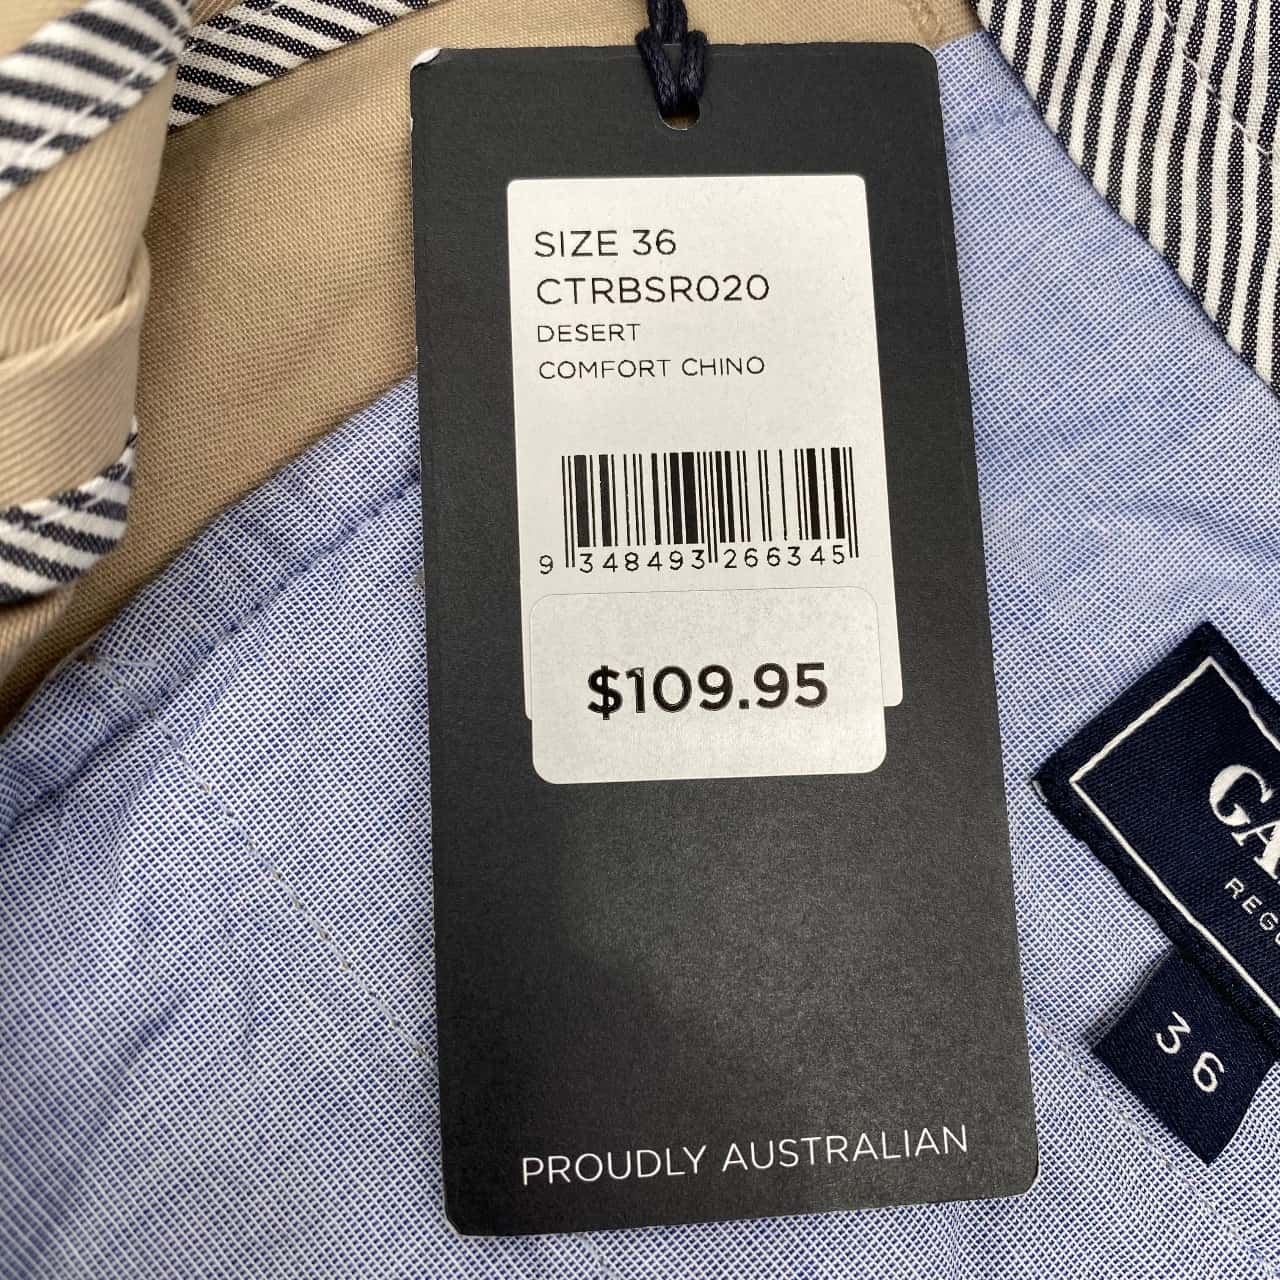 SIZE 36
CTRBSR020
DESERT
COMFORT CHINO
9 348493 266345
$109.95
PROUDLY AUSTRALIAN
36